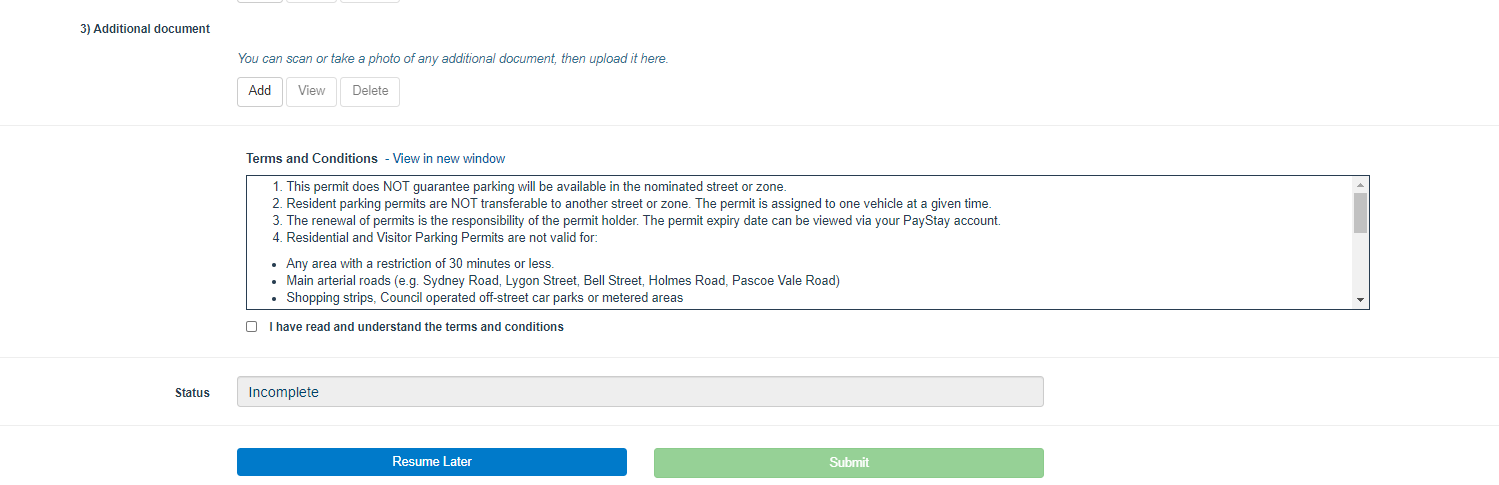 3) Additional document
You can scan or take a photo of any additional document, then upload it here.
Add View Delete
Terms and Conditions - View in new window
1. This permit does NOT guarantee parking will be available in the nominated street or zone.
2. Resident parking permits are NOT transferable to another street or zone. The permit is assigned to one vehicle at a given time.
3. The renewal of permits is the responsibility of the permit holder. The permit expiry date can be viewed via your PayStay account.
4. Residential and Visitor Parking Permits are not valid for:
• Any area with a restriction of 30 minutes or less.
• Main arterial roads (e.g. Sydney Road, Lygon Street, Bell Street, Holmes Road, Pascoe Vale Road)
• Shopping strips, Council operated off-street car parks or metered areas
I have read and understand the terms and conditions
Status Incomplete
Resume Later Submit